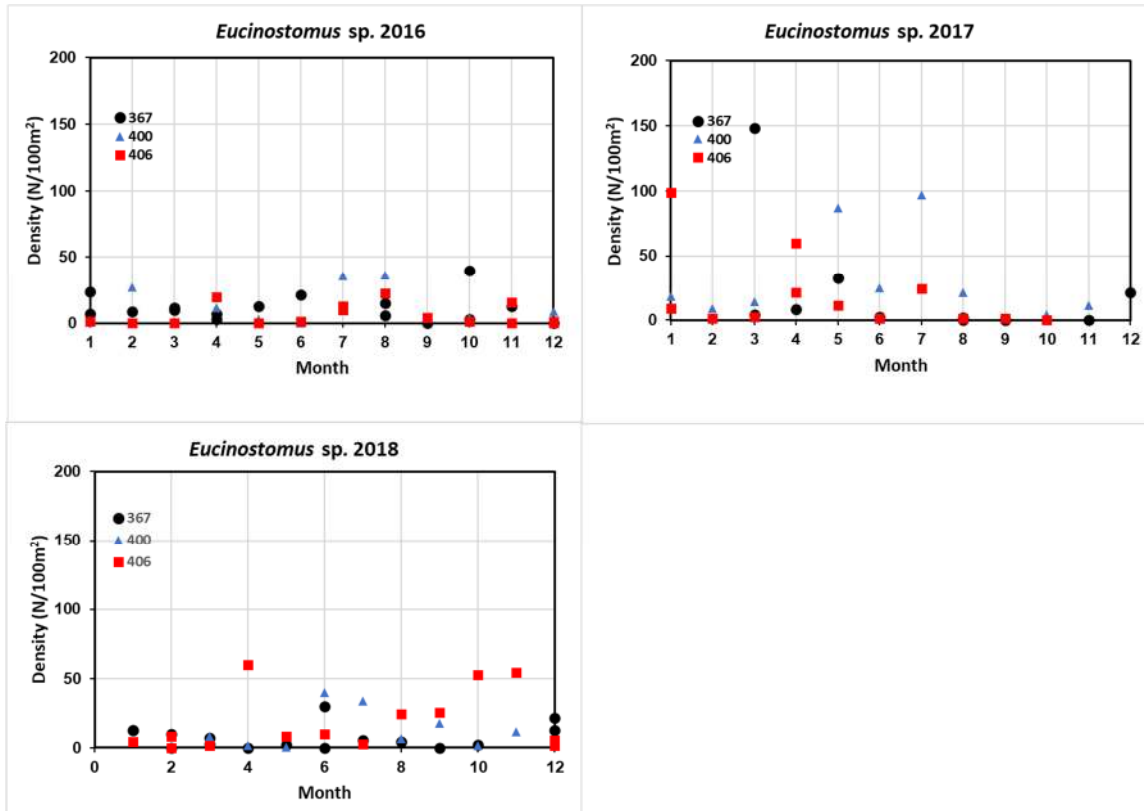 Eucinostomus sp. 2016
200
150
100
50
0
Density (N/100m²)
367
400
406
1 2 3 4 5 6 7 8 9 10 11 12
Month
Eucinostomus sp. 2017
200
150
100
50
0
Density (N/100m²)
367
400
406
1 2 3 4 5 6 7 8 9 10 11 12
Month
Eucinostomus sp. 2018
200
150
100
50
0
Density (N/100m²)
367
400
406
0 2 4 6 8 10 12
Month